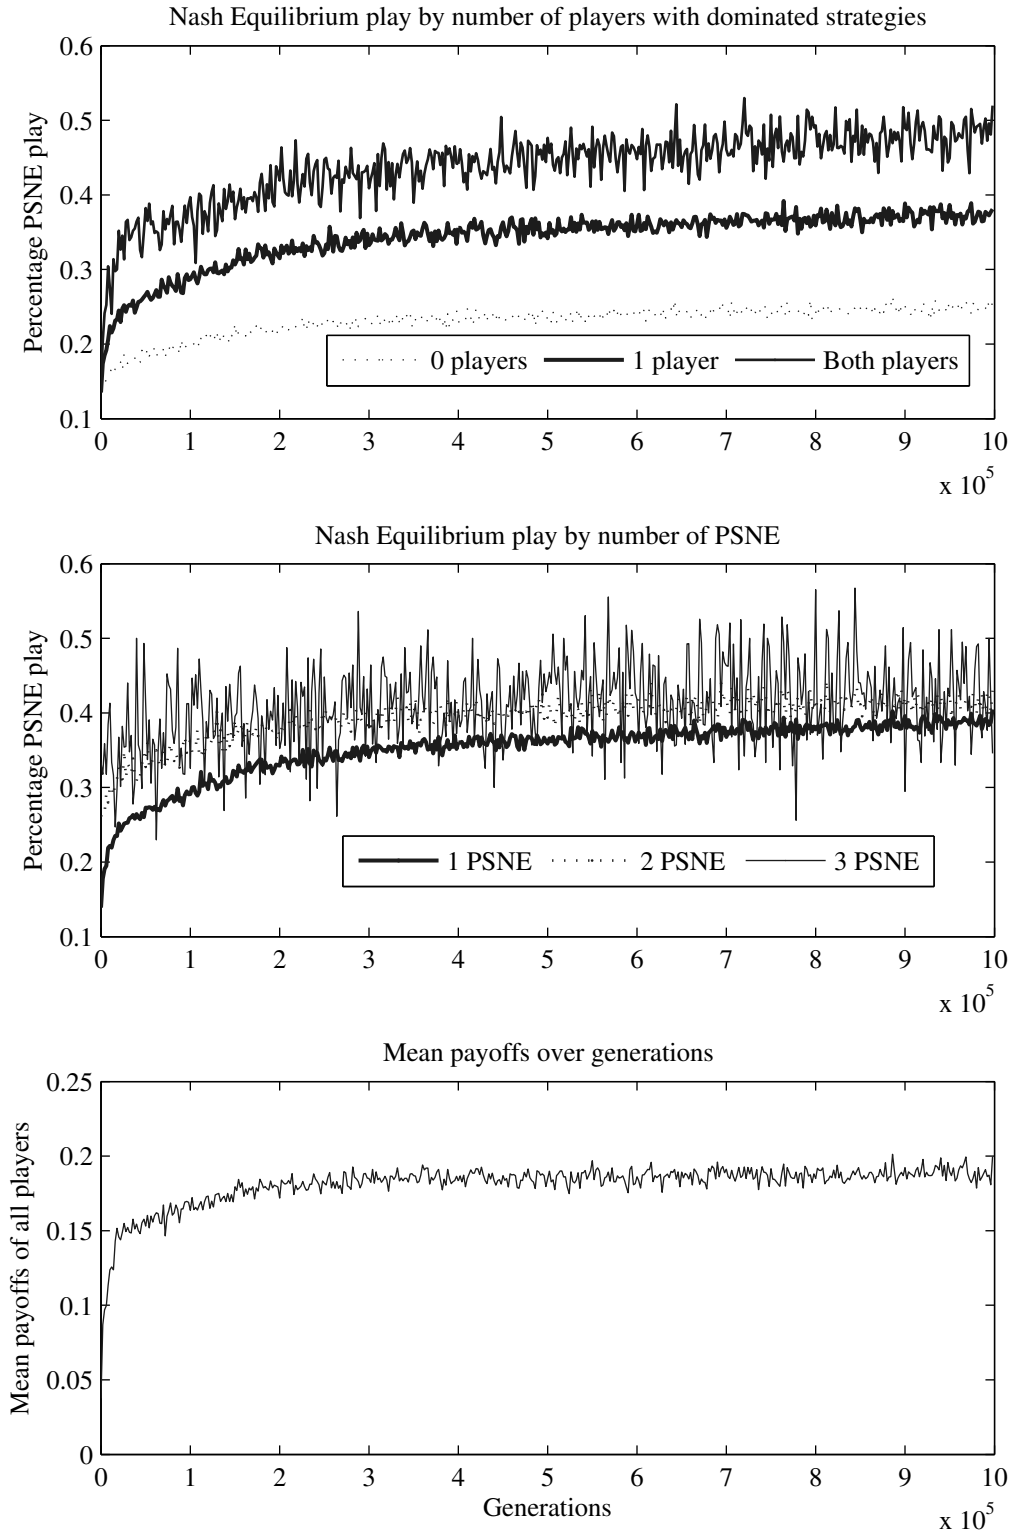 Nash Equilibrium play by number of players with dominated strategies
Percentage PSNE play
0.6
0.5
0.4
0.3
0.2
0.1
0 players 1 player Both players
0 1 2 3 4 5 6 7 8 9 10
x 10^5
Nash Equilibrium play by number of PSNE
Percentage PSNE play
0.6
0.5
0.4
0.3
0.2
0.1
1 PSNE 2 PSNE 3 PSNE
0 1 2 3 4 5 6 7 8 9 10
x 10^5
Mean payoffs over generations
Mean payoffs of all players
0.25
0.2
0.15
0.1
0.05
0
0 1 2 3 4 5 6 7 8 9 10
Generations
x 10^5